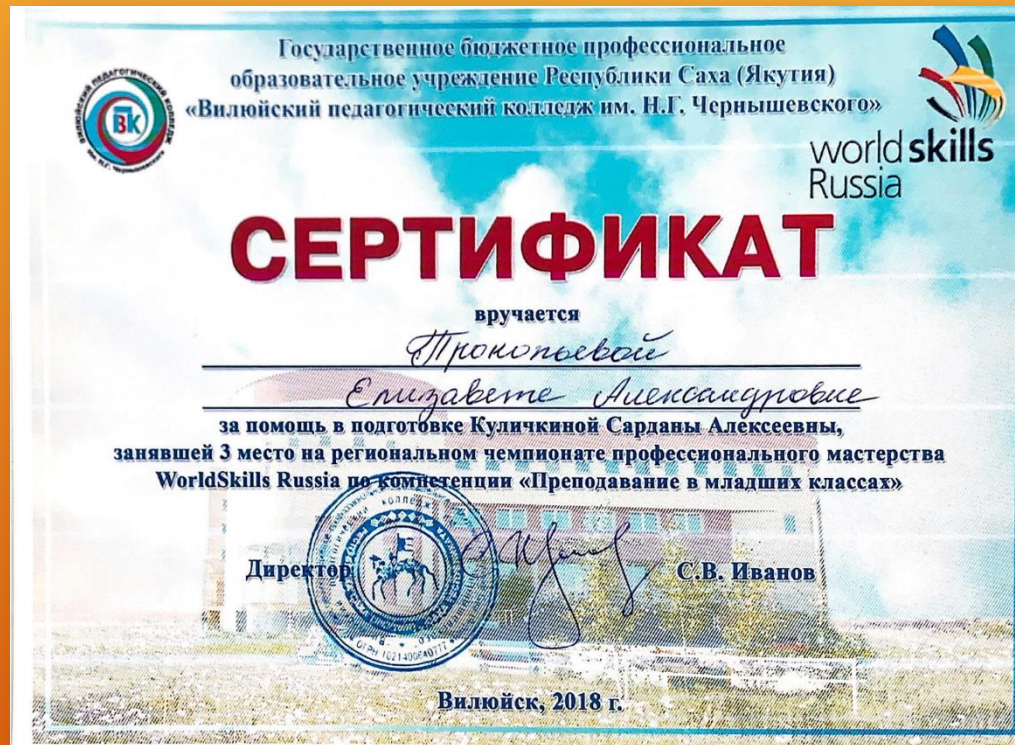 Государственное бюджетное профессиональное
образовательное учреждение Республики Саха (Якутия)
«Вилюйский педагогический колледж им. Н.Г. Чернышевского»
ВПК
world skills
Russia
СЕРТИФИКАТ
вручается
Прокопьевой
Елизавете Александровне
за помощь в подготовке Куличкиной Сарданы Алексеевны,
занявшей 3 место на региональном чемпионате профессионального мастерства
WorldSkills Russia по компетенции «Преподавание в младших классах»
Директор С.В. Иванов
Вилюйск, 2018 г.